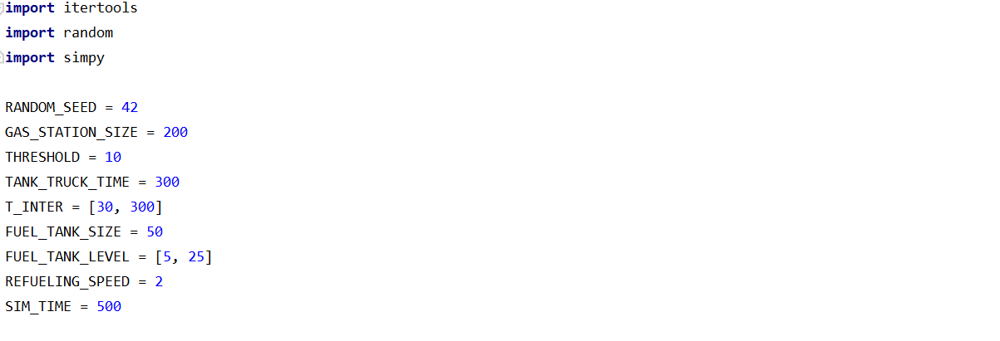 import itertools
import random
import simpy
RANDOM_SEED = 42
GAS_STATION_SIZE = 200
THRESHOLD = 10
TANK_TRUCK_TIME = 300
T_INTER = [30, 300]
FUEL_TANK_SIZE = 50
FUEL_TANK_LEVEL = [5, 25]
REFUELING_SPEED = 2
SIM_TIME = 500